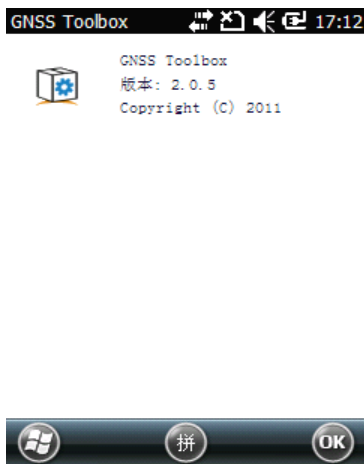 GNSS Toolbox 17:12
GNSS Toolbox
版本: 2.0.5
Copyright (C) 2011
拼 OK